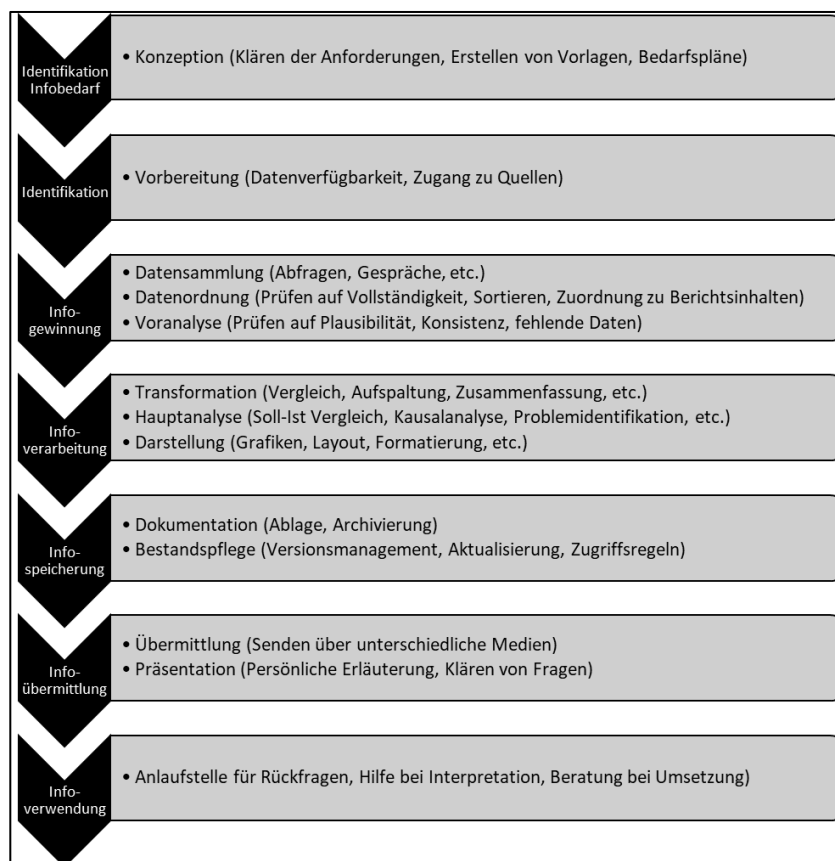 Identifikation
Infobedarf
• Konzeption (Klären der Anforderungen, Erstellen von Vorlagen, Bedarfspläne)
Identifikation
• Vorbereitung (Datenverfügbarkeit, Zugang zu Quellen)
Info-
gewinnung
• Datensammlung (Abfragen, Gespräche, etc.)
• Datenordnung (Prüfen auf Vollständigkeit, Sortieren, Zuordnung zu Berichtsinhalten)
• Voranalyse (Prüfen auf Plausibilität, Konsistenz, fehlende Daten)
Info-
verarbeitung
• Transformation (Vergleich, Aufspaltung, Zusammenfassung, etc.)
• Hauptanalyse (Soll-Ist Vergleich, Kausalanalyse, Problemidentifikation, etc.)
• Darstellung (Grafiken, Layout, Formatierung, etc.)
Info-
speicherung
• Dokumentation (Ablage, Archivierung)
• Bestandspflege (Versionsmanagement, Aktualisierung, Zugriffsregeln)
Info-
übermittlung
• Übermittlung (Senden über unterschiedliche Medien)
• Präsentation (Persönliche Erläuterung, Klären von Fragen)
Info-
verwendung
• Anlaufstelle für Rückfragen, Hilfe bei Interpretation, Beratung bei Umsetzung)